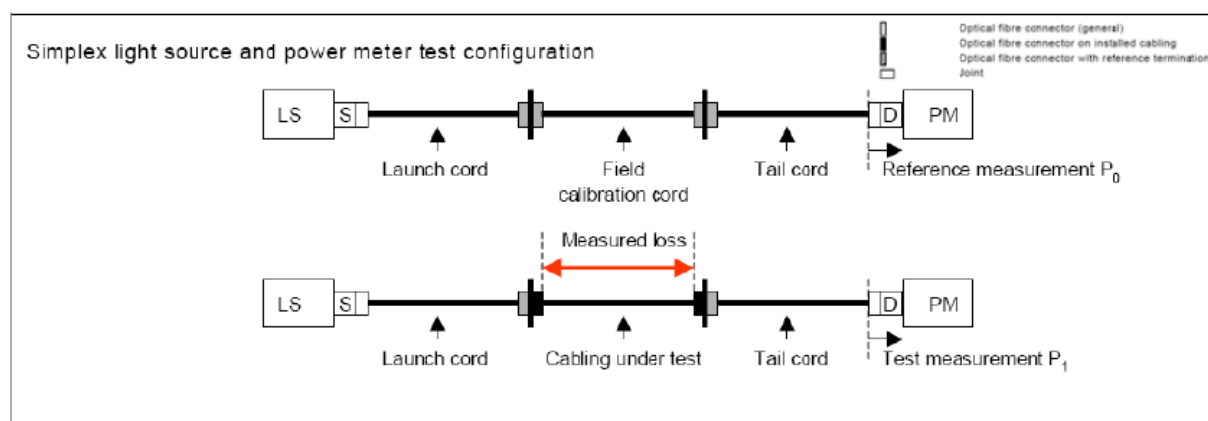 Simplex light source and power meter test configuration
Optical fibre connector (general)
Optical fibre connector on installed cabling
Optical fibre connector with reference termination
Joint
LS S D PM
Launch cord Field calibration cord Tail cord Reference measurement P₀
Measured loss
LS S D PM
Launch cord Cabling under test Tail cord Test measurement P₁